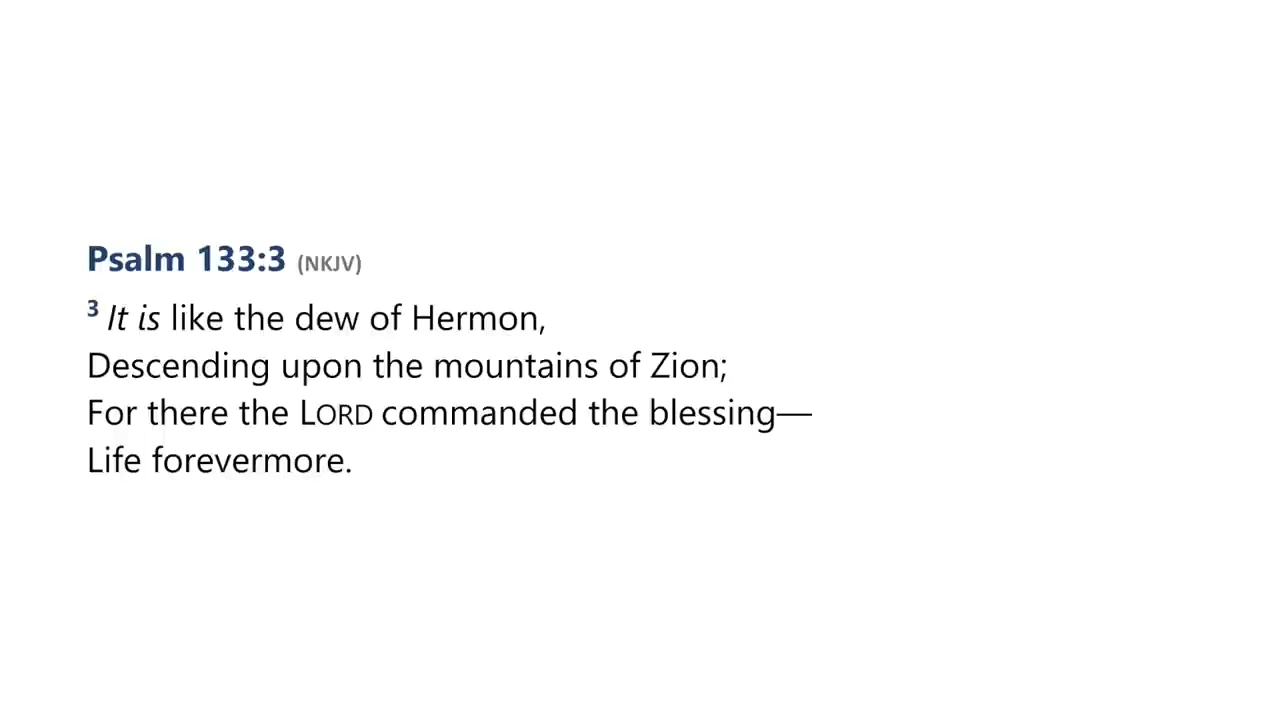 Psalm 133:3 (NKJV)
3 It is like the dew of Hermon,
Descending upon the mountains of Zion;
For there the LORD commanded the blessing—
Life forevermore.